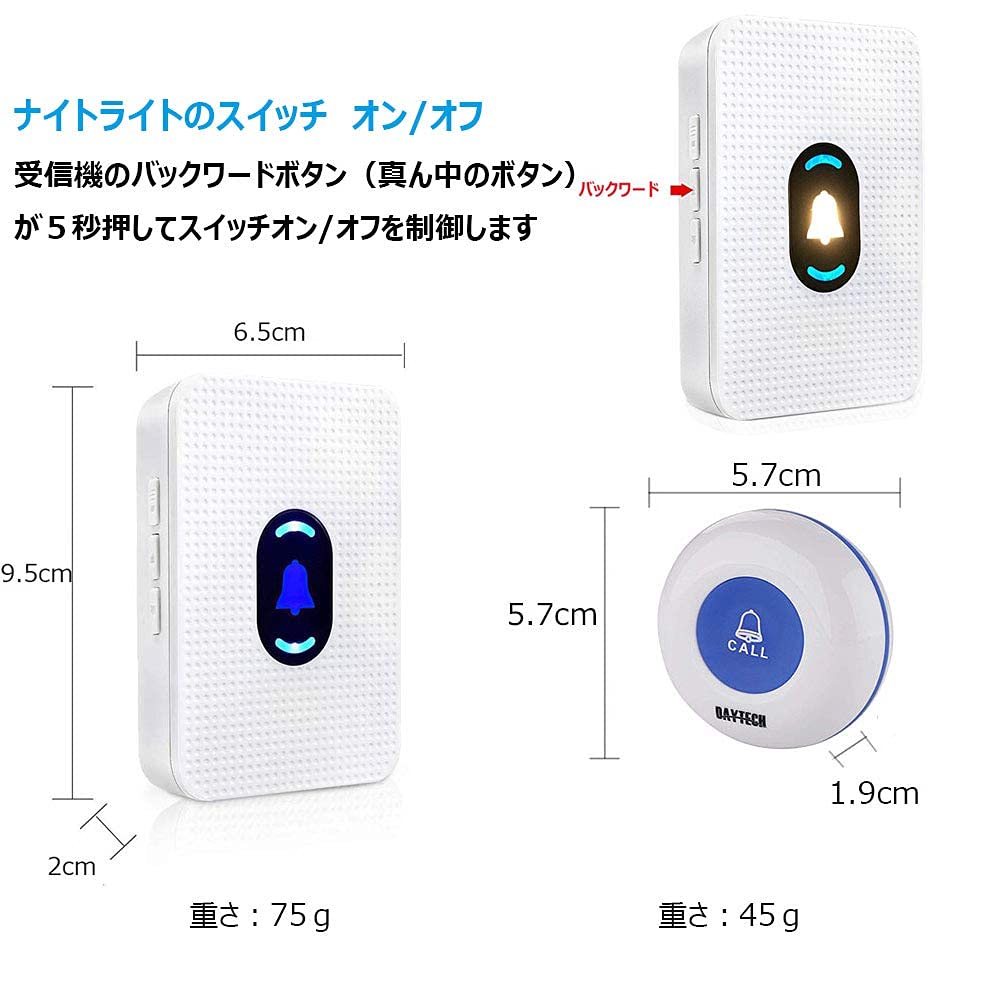 ナイトライトのスイッチ オン/オフ
受信機のバックワードボタン（真ん中のボタン）
が５秒押してスイッチオン/オフを制御します
バックワード
6.5cm
9.5cm
2cm
重さ：75ｇ
5.7cm
5.7cm
CALL
DAYTECH
1.9cm
重さ：45ｇ